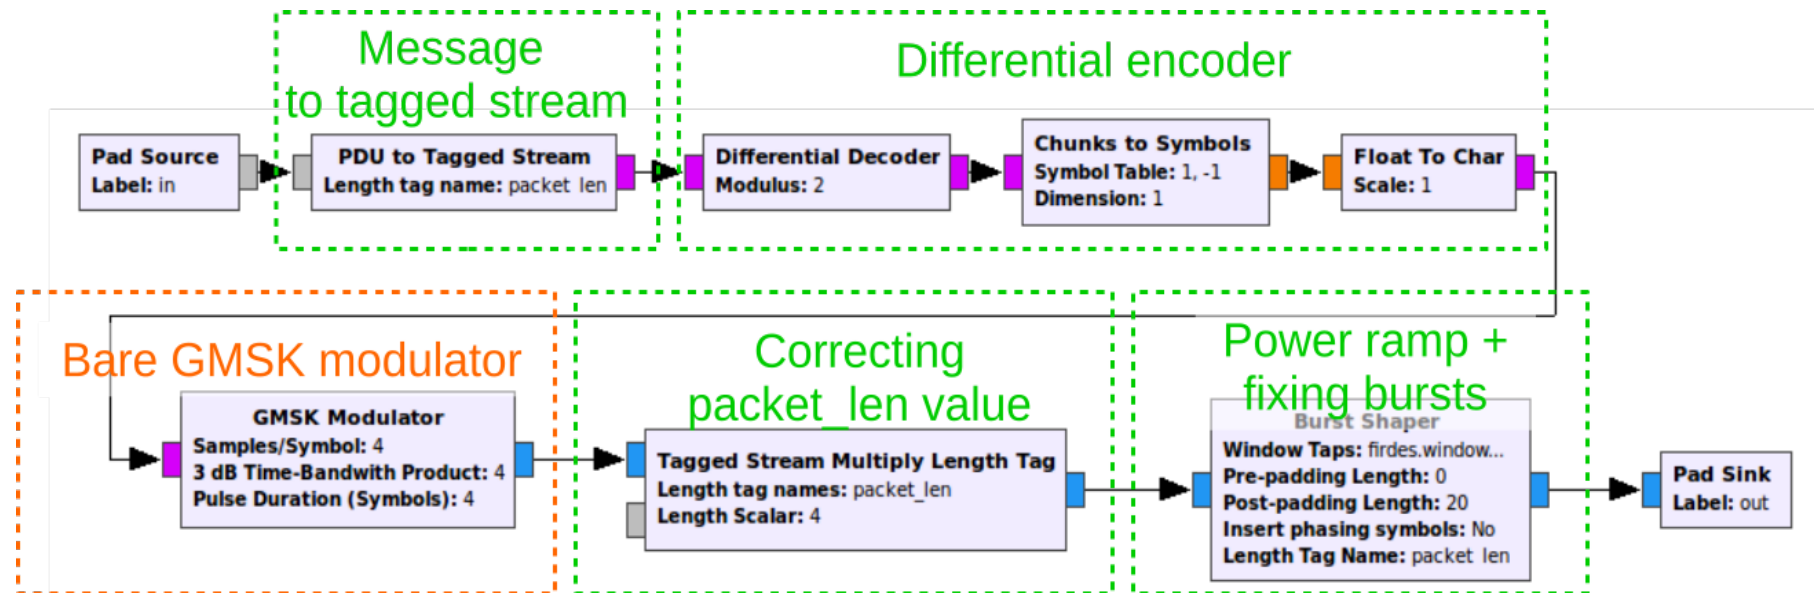 Message
to tagged stream
Differential encoder
Pad Source
Label: in
PDU to Tagged Stream
Length tag name: packet_len
Differential Decoder
Modulus: 2
Chunks to Symbols
Symbol Table: 1, -1
Dimension: 1
Float To Char
Scale: 1
Bare GMSK modulator
Correcting
packet_len value
Power ramp +
fixing bursts
GMSK Modulator
Samples/Symbol: 4
3 dB Time-Bandwith Product: 4
Pulse Duration (Symbols): 4
Tagged Stream Multiply Length Tag
Length tag names: packet_len
Length Scalar: 4
Burst Shaper
Window Taps: firdes.window...
Pre-padding Length: 0
Post-padding Length: 20
Insert phasing symbols: No
Length Tag Name: packet_len
Pad Sink
Label: out